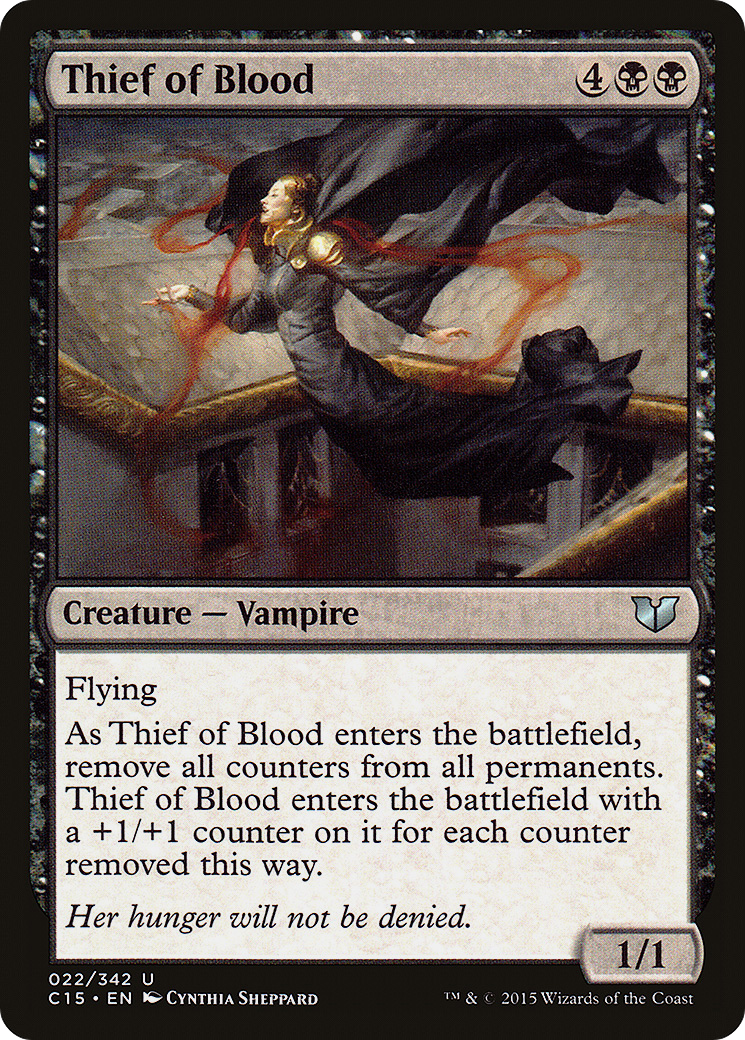 Thief of Blood 4
Creature — Vampire
Flying
As Thief of Blood enters the battlefield,
remove all counters from all permanents.
Thief of Blood enters the battlefield with
a +1/+1 counter on it for each counter
removed this way.
Her hunger will not be denied.
1/1
022/342 U
C15 • EN Cynthia Sheppard
™ & © 2015 Wizards of the Coast